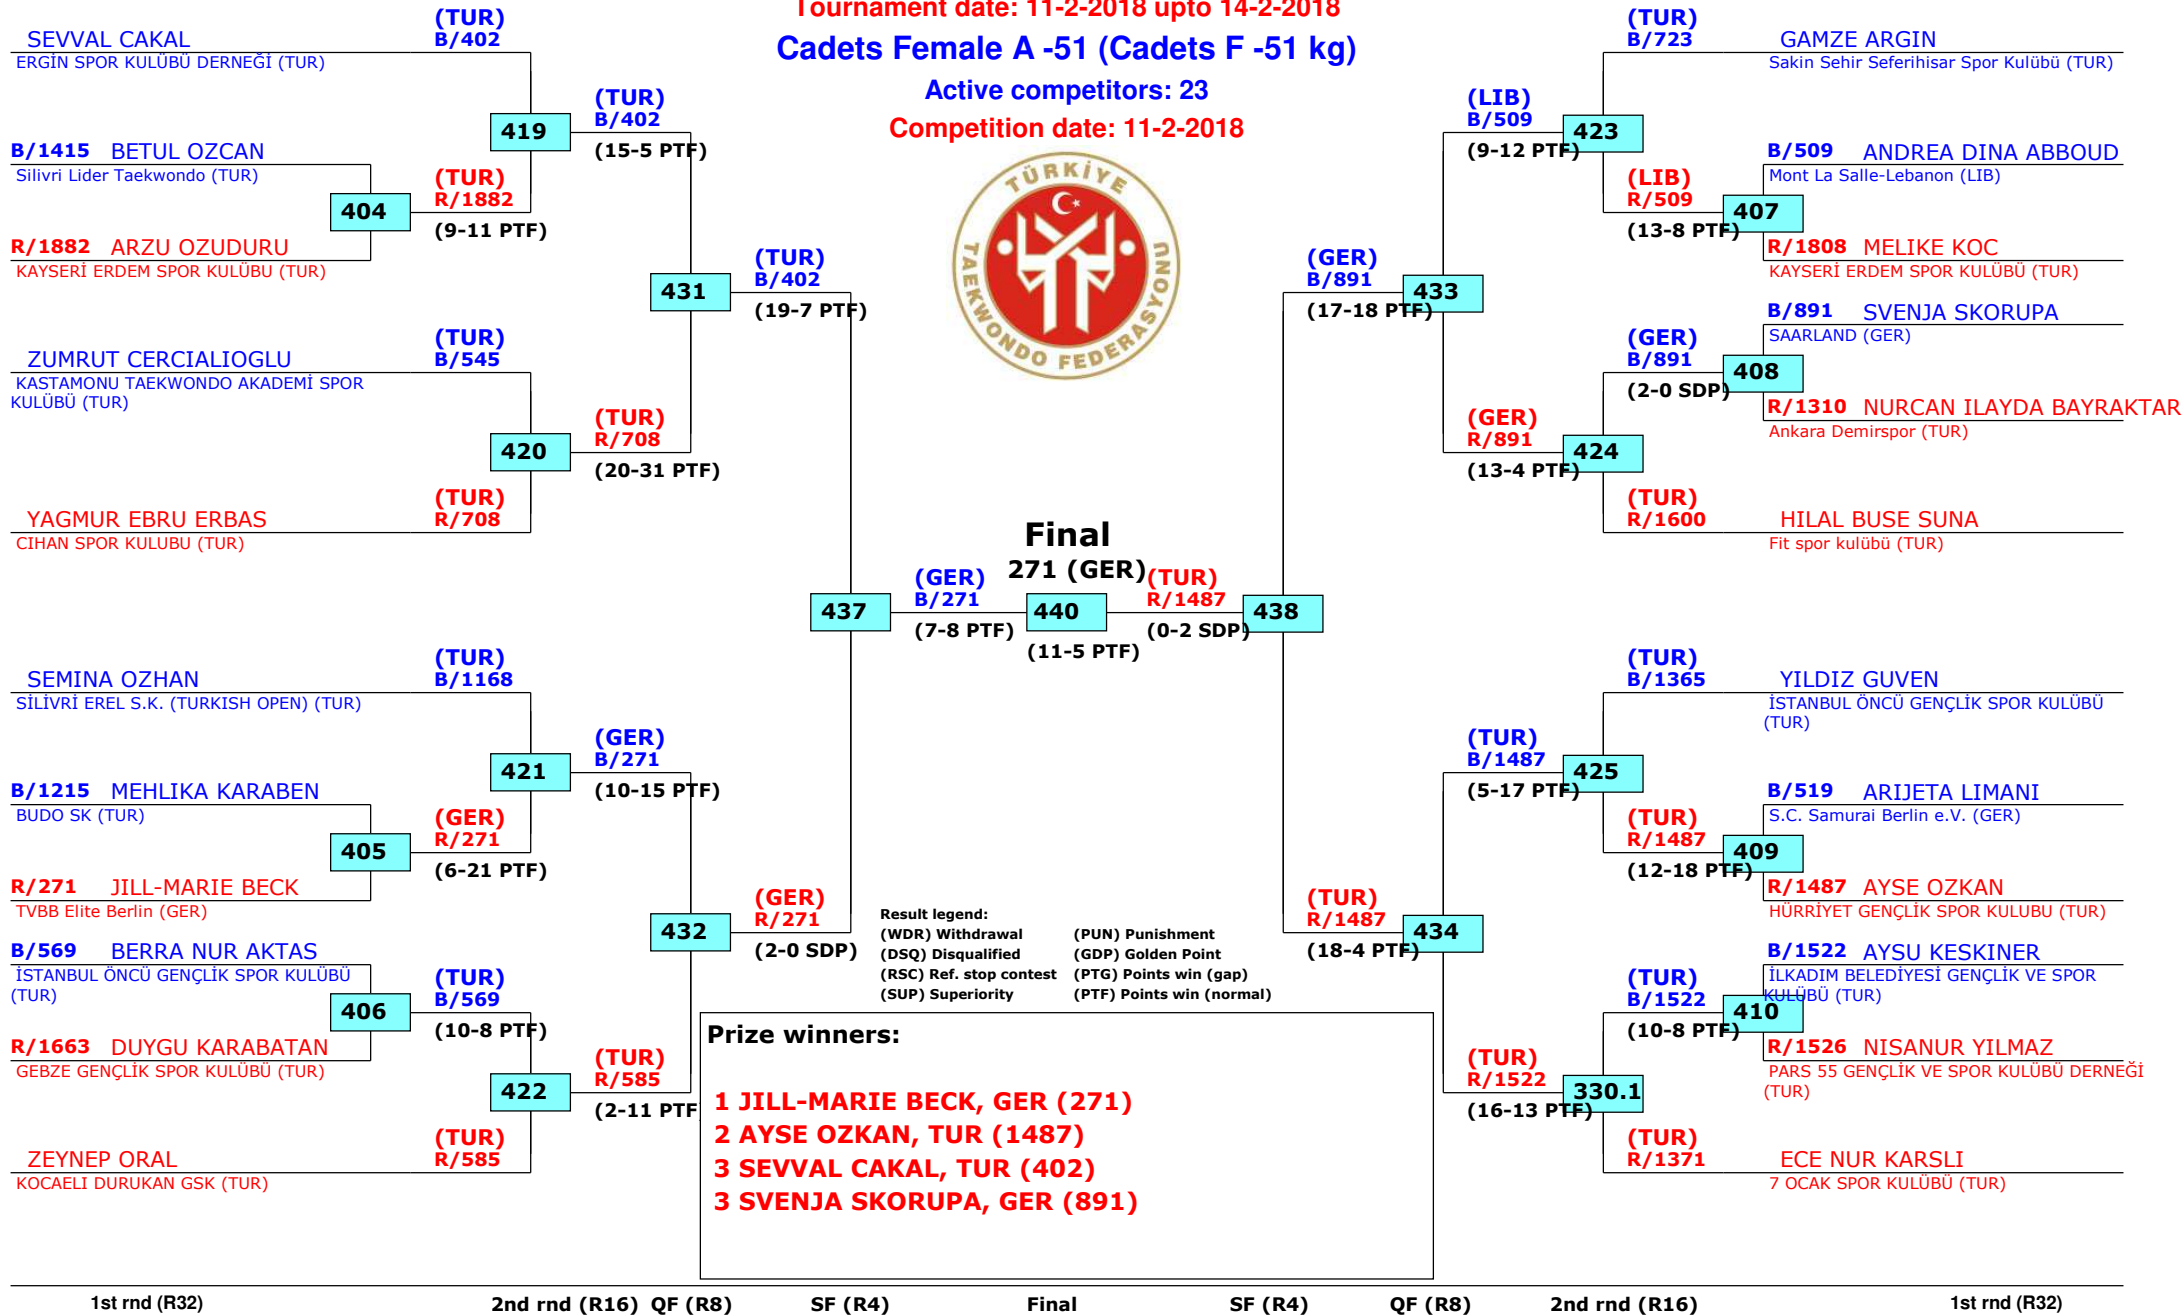 Tournament date: 11-2-2018 upto 14-2-2018
Cadets Female A -51 (Cadets F -51 kg)
Active competitors: 23
Competition date: 11-2-2018
TÜRKİYE
TAEKWONDO FEDERASYONU
SEVVAL CAKAL
ERGİN SPOR KULÜBÜ DERNEĞİ (TUR)
(TUR)
B/402
B/1415 BETUL OZCAN
Silivri Lider Taekwondo (TUR)
404
R/1882 ARZU OZUDURU
KAYSERİ ERDEM SPOR KULÜBÜ (TUR)
(TUR)
R/1882
(9-11 PTF)
419
(TUR)
B/402
(15-5 PTF)
ZUMRUT CERCIALIOGLU
KASTAMONU TAEKWONDO AKADEMİ SPOR
KULÜBÜ (TUR)
(TUR)
B/545
420
YAGMUR EBRU ERBAS
CIHAN SPOR KULUBU (TUR)
(TUR)
R/708
(TUR)
R/708
(20-31 PTF)
431
(TUR)
B/402
(19-7 PTF)
SEMINA OZHAN
SİLİVRİ EREL S.K. (TURKISH OPEN) (TUR)
(TUR)
B/1168
B/1215 MEHLIKA KARABEN
BUDO SK (TUR)
405
R/271 JILL-MARIE BECK
TVBB Elite Berlin (GER)
(GER)
R/271
(6-21 PTF)
421
(GER)
B/271
(10-15 PTF)
B/569 BERRA NUR AKTAS
İSTANBUL ÖNCÜ GENÇLİK SPOR KULÜBÜ
(TUR)
406
R/1663 DUYGU KARABATAN
GEBZE GENÇLİK SPOR KULÜBÜ (TUR)
(TUR)
B/569
(10-8 PTF)
422
ZEYNEP ORAL
KOCAELI DURUKAN GSK (TUR)
(TUR)
R/585
(TUR)
R/585
(2-11 PTF
432
(GER)
R/271
(2-0 SDP)
437
(GER)
B/271
(7-8 PTF)
Final
271 (GER)
440
(11-5 PTF)
(TUR)
R/1487
(0-2 SDP)
438
(GER)
B/891
(17-18 PTF)
433
(LIB)
B/509
(9-12 PTF)
423
(TUR)
B/723
GAMZE ARGIN
Sakin Sehir Seferihisar Spor Kulübü (TUR)
(LIB)
R/509
(13-8 PTF)
407
B/509 ANDREA DINA ABBOUD
Mont La Salle-Lebanon (LIB)
R/1808 MELIKE KOC
KAYSERİ ERDEM SPOR KULÜBÜ (TUR)
(GER)
R/891
(13-4 PTF)
424
(GER)
B/891
(2-0 SDP)
408
B/891 SVENJA SKORUPA
SAARLAND (GER)
R/1310 NURCAN ILAYDA BAYRAKTAR
Ankara Demirspor (TUR)
(TUR)
R/1600
HILAL BUSE SUNA
Fit spor kulübü (TUR)
(TUR)
R/1487
(18-4 PTF)
434
(TUR)
B/1487
(5-17 PTF)
425
(TUR)
B/1365
YILDIZ GUVEN
İSTANBUL ÖNCÜ GENÇLİK SPOR KULÜBÜ
(TUR)
(TUR)
R/1487
(12-18 PTF)
409
B/519 ARIJETA LIMANI
S.C. Samurai Berlin e.V. (GER)
R/1487 AYSE OZKAN
HÜRRİYET GENÇLİK SPOR KULUBU (TUR)
(TUR)
R/1522
(16-13 PTF)
330.1
(TUR)
B/1522
(10-8 PTF)
410
B/1522 AYSU KESKINER
İLKADIM BELEDİYESİ GENÇLİK VE SPOR
KULÜBÜ (TUR)
R/1526 NISANUR YILMAZ
PARS 55 GENÇLİK VE SPOR KULÜBÜ DERNEĞİ
(TUR)
(TUR)
R/1371
ECE NUR KARSLI
7 OCAK SPOR KULÜBÜ (TUR)
Result legend:
(WDR) Withdrawal (PUN) Punishment
(DSQ) Disqualified (GDP) Golden Point
(RSC) Ref. stop contest (PTG) Points win (gap)
(SUP) Superiority (PTF) Points win (normal)
Prize winners:
1 JILL-MARIE BECK, GER (271)
2 AYSE OZKAN, TUR (1487)
3 SEVVAL CAKAL, TUR (402)
3 SVENJA SKORUPA, GER (891)
1st rnd (R32) 2nd rnd (R16) QF (R8) SF (R4) Final SF (R4) QF (R8) 2nd rnd (R16) 1st rnd (R32)